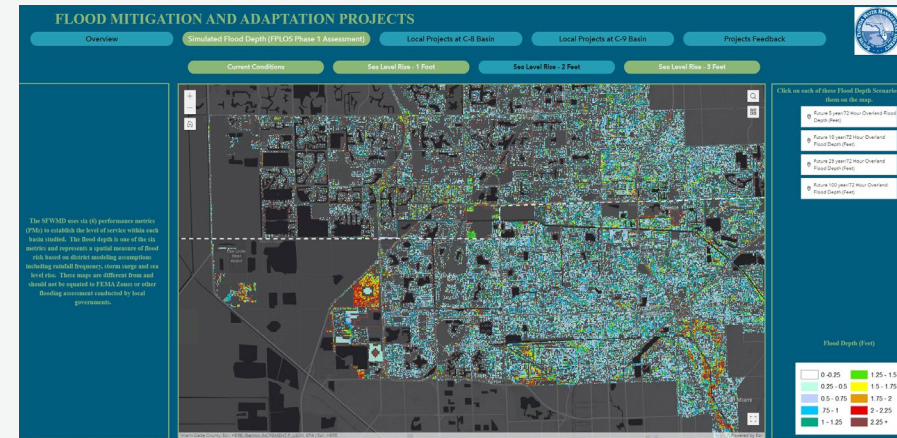 FLOOD MITIGATION AND ADAPTATION PROJECTS
Overview
Simulated Flood Depth (FPLOS Phase 1 Assessment)
Local Projects at C-8 Basin
Local Projects at C-9 Basin
Projects Feedback
Current Conditions
Sea Level Rise - 1 Foot
Sea Level Rise - 2 Feet
Sea Level Rise - 3 Feet
The SFWMD uses six (6) performance metrics
(PMs) to establish the level of service within each
basin studied. The flood depth is one of the six
metrics and represents a spatial measure of flood
risk based on district modeling assumptions
including rainfall frequency, storm surge and sea
level rise. These maps are different from and
should not be equated to FEMA Zones or other
flooding assessment conducted by local
governments.
Click on each of these Flood Depth Scenarios
them on the map.
Future 5 year/72 Hour Overland Flood
Depth (Feet)
Future 10 year/72 Hour Overland
Flood Depth (Feet)
Future 25 year/72 Hour Overland
Flood Depth (Feet)
Future 100 year/72 Hour Overland
Flood Depth (Feet)
Flood Depth (Feet)
0 -0.25
0.25 - 0.5
0.5 - 0.75
.75 - 1
1 - 1.25
1.25 - 1.5
1.5 - 1.75
1.75 - 2
2 - 2.25
2.25 +